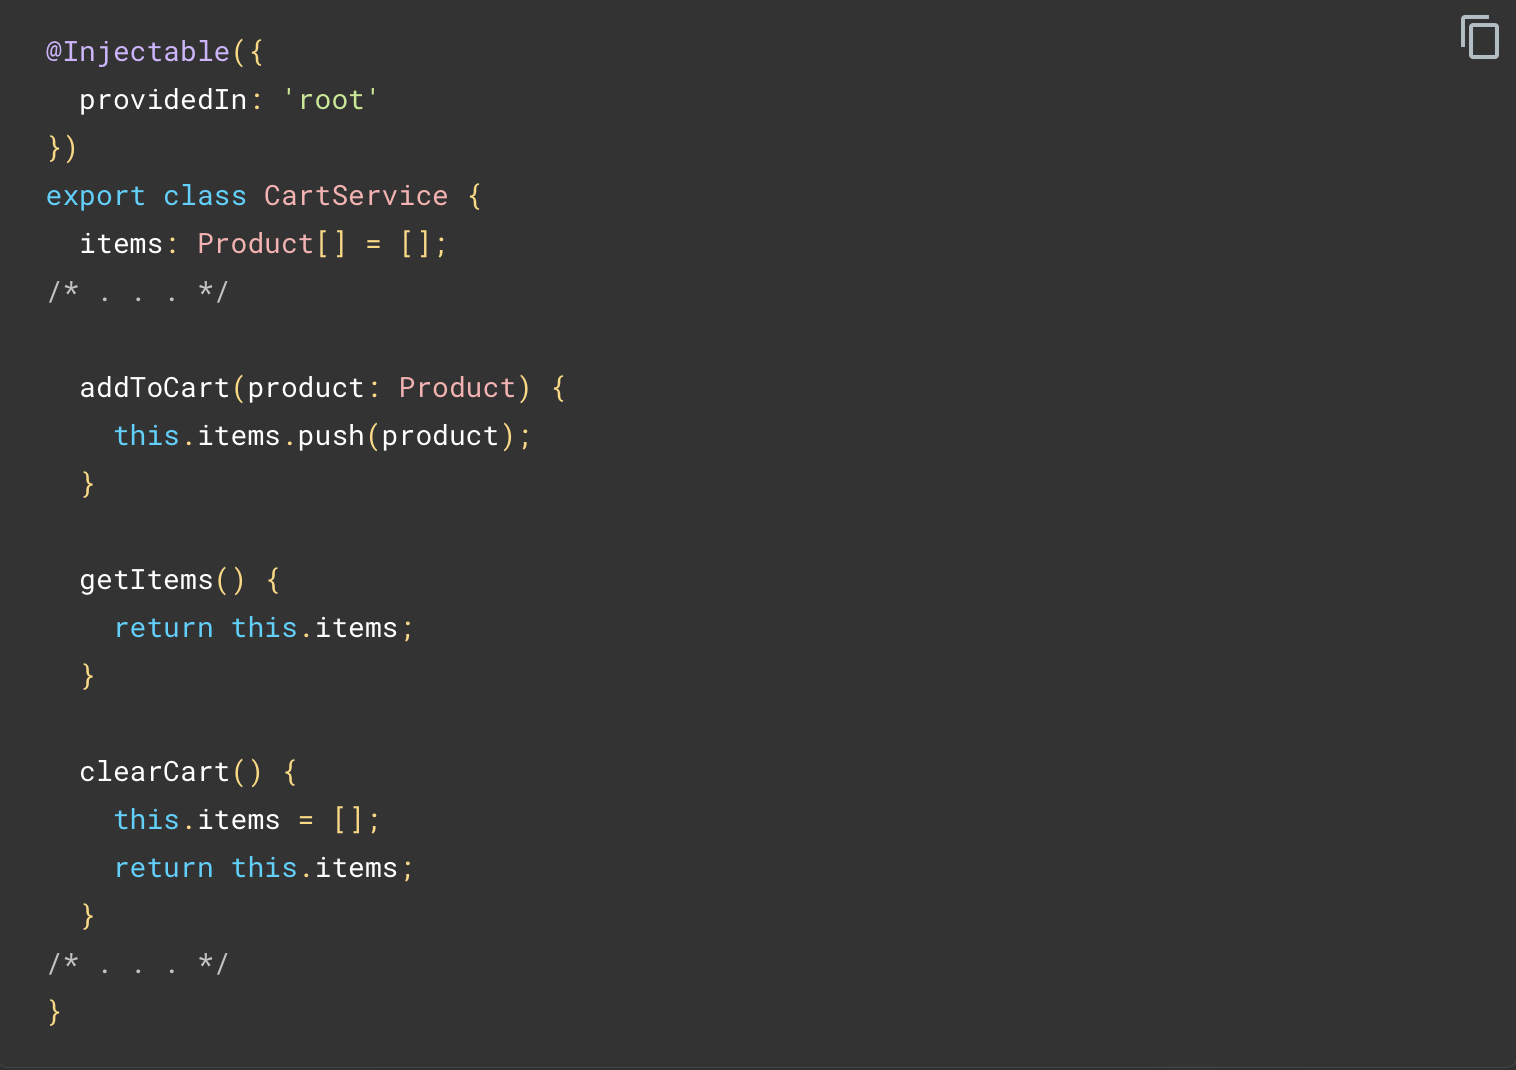 @Injectable({
  providedIn: 'root'
})
export class CartService {
  items: Product[] = [];
/* . . . */

  addToCart(product: Product) {
    this.items.push(product);
  }

  getItems() {
    return this.items;
  }

  clearCart() {
    this.items = [];
    return this.items;
  }
/* . . . */
}